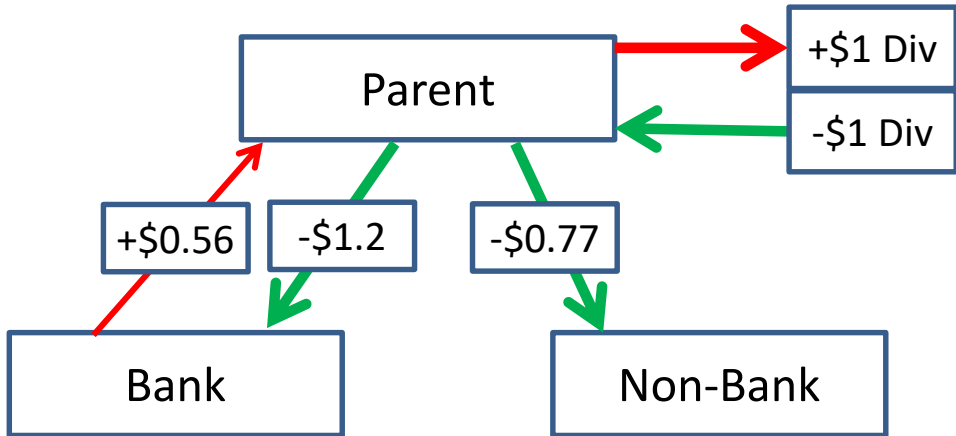 +$1 Div
Parent
-$1 Div
+$0.56
-$1.2
-$0.77
Bank
Non-Bank